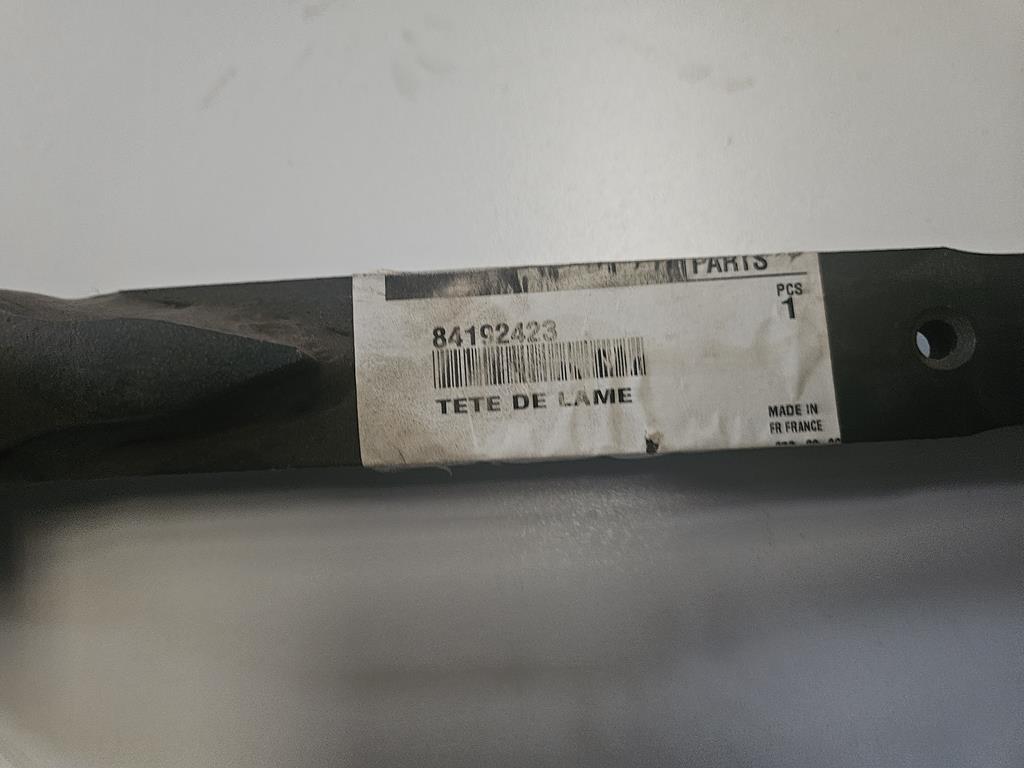 PARTS
PCS
1
84192423
TETE DE LAME
MADE IN
FR FRANCE